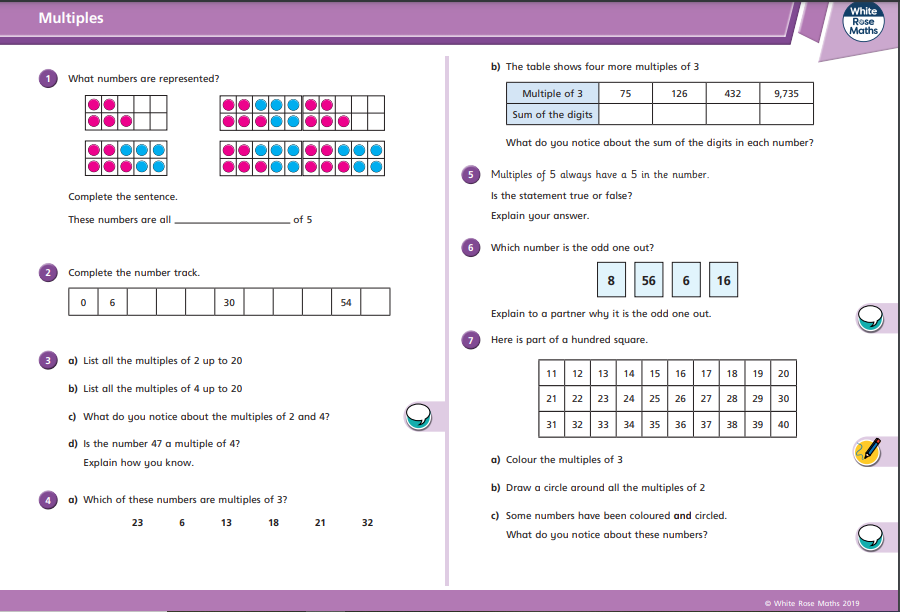 Multiples
White
Rose
Maths
1 What numbers are represented?
Complete the sentence.
These numbers are all ____________________ of 5
2 Complete the number track.
0 6 30 54
3 a) List all the multiples of 2 up to 20
b) List all the multiples of 4 up to 20
c) What do you notice about the multiples of 2 and 4?
d) Is the number 47 a multiple of 4?
Explain how you know.
4 a) Which of these numbers are multiples of 3?
23 6 13 18 21 32
b) The table shows four more multiples of 3
Multiple of 3 75 126 432 9,735
Sum of the digits
What do you notice about the sum of the digits in each number?
5 Multiples of 5 always have a 5 in the number.
Is the statement true or false?
Explain your answer.
6 Which number is the odd one out?
8 56 6 16
Explain to a partner why it is the odd one out.
7 Here is part of a hundred square.
11 12 13 14 15 16 17 18 19 20
21 22 23 24 25 26 27 28 29 30
31 32 33 34 35 36 37 38 39 40
a) Colour the multiples of 3
b) Draw a circle around all the multiples of 2
c) Some numbers have been coloured and circled.
What do you notice about these numbers?
© White Rose Maths 2019